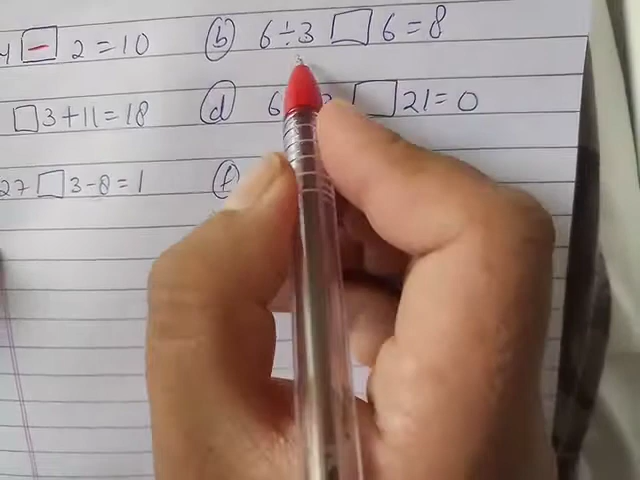 4 [-] 2 = 10 (b) 6 ÷ 3 □ 6 = 8
□ 3 + 11 = 18 (d) 6 □ 21 = 0
27 □ 3 - 8 = 1 (f)